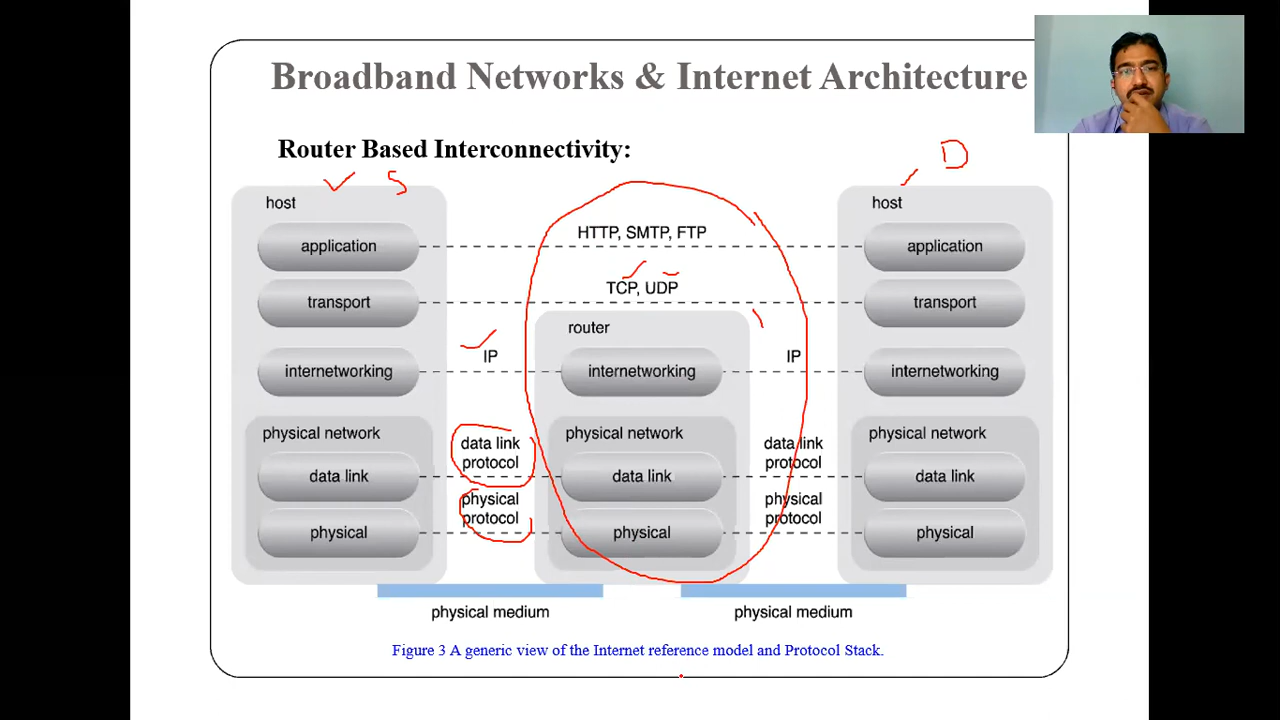 Broadband Networks & Internet Architecture
Router Based Interconnectivity:
S
D
host
host
application
HTTP, SMTP, FTP
application
transport
TCP, UDP
transport
router
internetworking
IP
internetworking
IP
internetworking
physical network
data link protocol
physical network
data link protocol
physical network
data link
data link
data link
physical protocol
physical protocol
physical
physical
physical
physical medium
physical medium
Figure 3 A generic view of the Internet reference model and Protocol Stack.